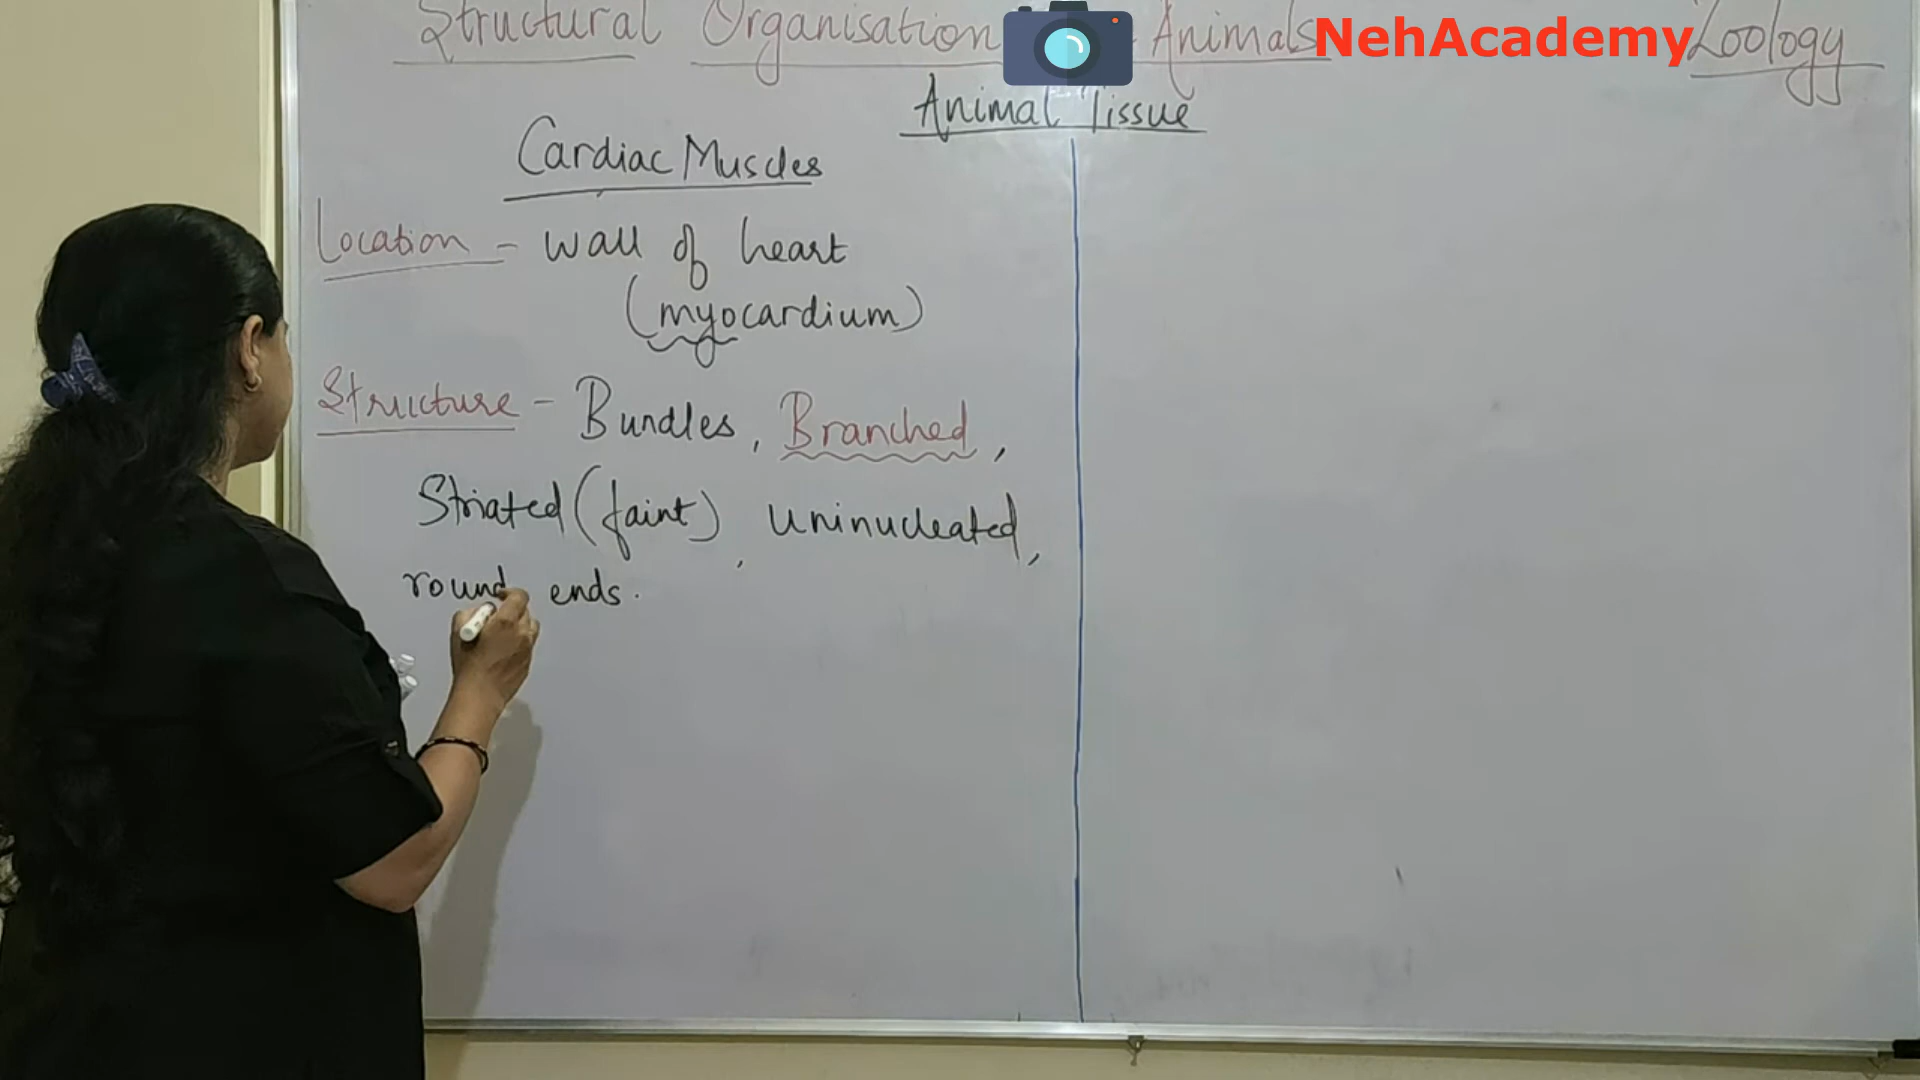 Structural Organisation Animals Zoology
NehAcademy
Animal Tissue
Cardiac Muscles
Location - wall of heart
(myocardium)
Structure - Bundles, Branched,
Striated (faint), Uninucleated,
round ends.